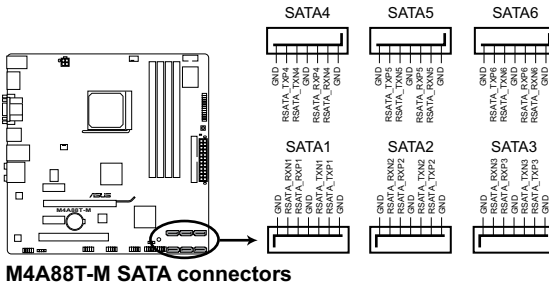 SATA4
GND
RSATA_TXP4
RSATA_TXN4
GND
RSATA_RXP4
RSATA_RXN4
GND
SATA5
GND
RSATA_TXP5
RSATA_TXN5
GND
RSATA_RXP5
RSATA_RXN5
GND
SATA6
GND
RSATA_TXP6
RSATA_TXN6
GND
RSATA_RXP6
RSATA_RXN6
GND
ASUS
M4A88T-M
SATA1
GND
RSATA_RXN1
RSATA_RXP1
GND
RSATA_TXN1
RSATA_TXP1
GND
SATA2
GND
RSATA_RXN2
RSATA_RXP2
GND
RSATA_TXN2
RSATA_TXP2
GND
SATA3
GND
RSATA_RXN3
RSATA_RXP3
GND
RSATA_TXN3
RSATA_TXP3
GND
M4A88T-M SATA connectors